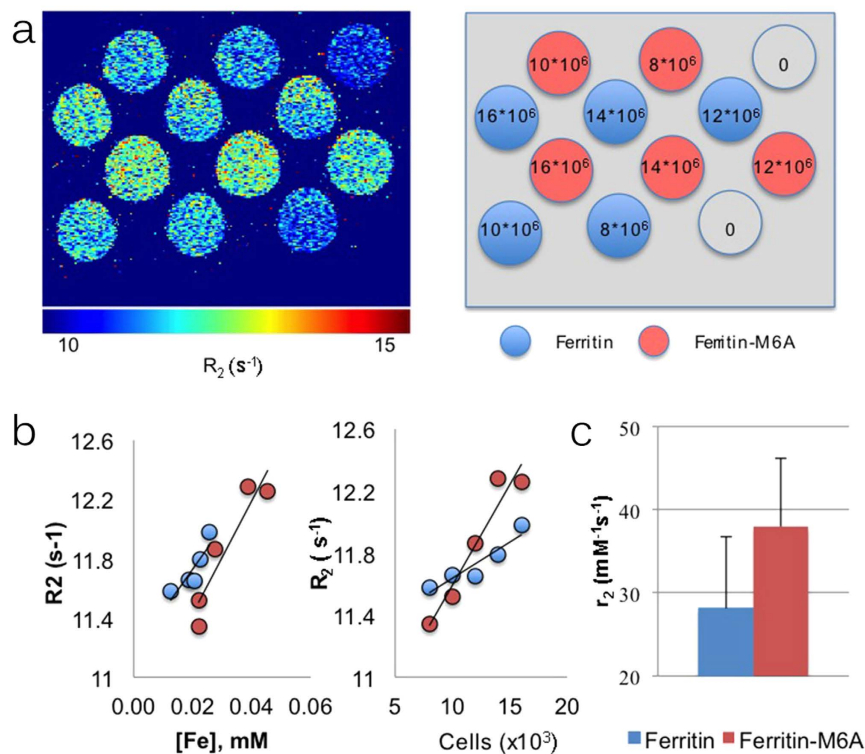 a
10*10⁶ 8*10⁶ 0
16*10⁶ 14*10⁶ 12*10⁶
16*10⁶ 14*10⁶ 12*10⁶
10*10⁶ 8*10⁶ 0
10 15
R₂ (s⁻¹)
Ferritin Ferritin-M6A
b
12.6
12.2
11.8
11.4
11
R2 (s-1)
0.00 0.02 0.04 0.06
[Fe], mM
12.6
12.2
11.8
11.4
11
R₂ (s⁻¹)
5 10 15 20
Cells (x10³)
c
50
40
30
20
r₂ (mM⁻¹s⁻¹)
Ferritin Ferritin-M6A